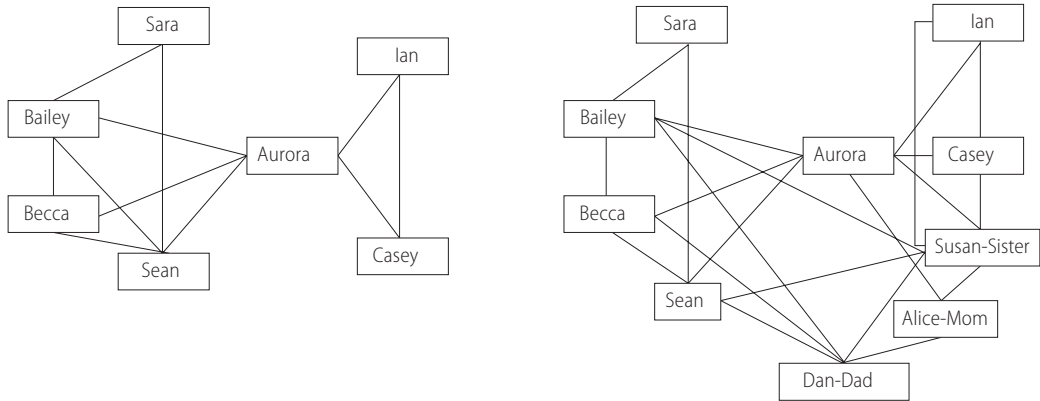 Sara
Ian
Bailey
Aurora
Becca
Sean
Casey
Sara
Ian
Bailey
Aurora
Casey
Becca
Susan-Sister
Sean
Alice-Mom
Dan-Dad